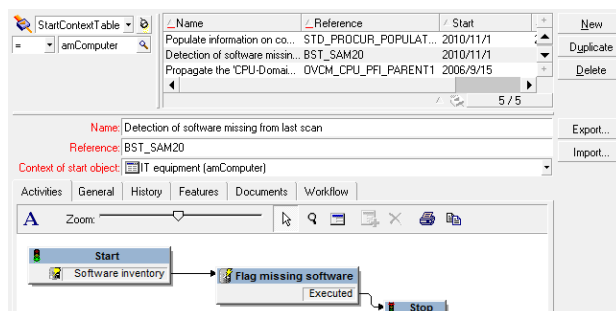 StartContextTable
= amComputer
Name Reference Start
Populate information on co... STD_PROCUR_POPULAT... 2010/11/1
Detection of software missin... BST_SAM20 2010/11/1
Propagate the 'CPU-Domai... OVCM_CPU_PFI_PARENT1 2006/9/15
5 / 5
New
Duplicate
Delete
Export...
Import...
Name: Detection of software missing from last scan
Reference: BST_SAM20
Context of start object: IT equipment (amComputer)
Activities General History Features Documents Workflow
A Zoom:
Start
Software inventory
Flag missing software
Executed
Stop